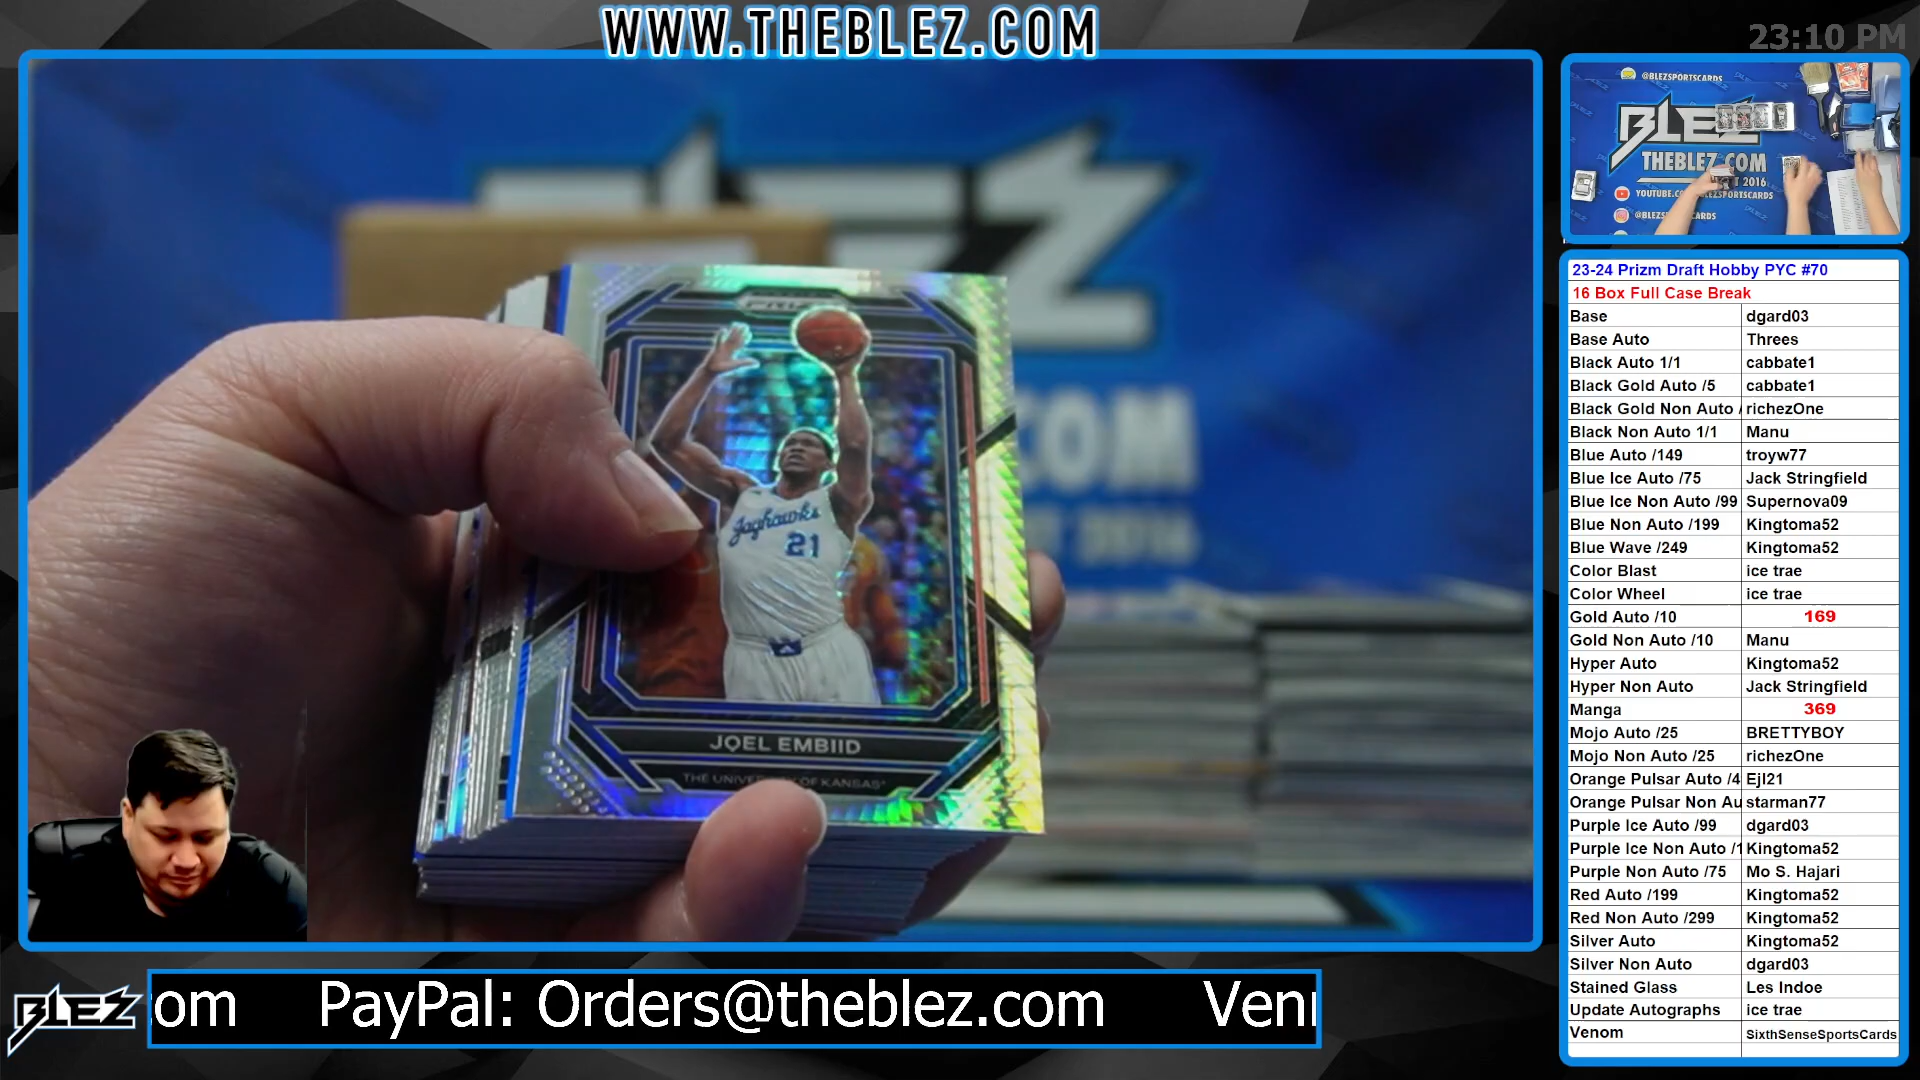 WWW.THEBLEZ.COM
23:10 PM
PRIZM
Jayhawks
21
JOEL EMBIID
THE UNIVERSITY OF KANSAS
COM
T 2016
@BLEZSPORTSCARDS
BLEZ
THEBLEZ.COM
T 2016
23-24 Prizm Draft Hobby PYC #70
16 Box Full Case Break
Base dgard03
Base Auto Threes
Black Auto 1/1 cabbate1
Black Gold Auto /5 cabbate1
Black Gold Non Auto / richezOne
Black Non Auto 1/1 Manu
Blue Auto /149 troyw77
Blue Ice Auto /75 Jack Stringfield
Blue Ice Non Auto /99 Supernova09
Blue Non Auto /199 Kingtoma52
Blue Wave /249 Kingtoma52
Color Blast ice trae
Color Wheel ice trae
Gold Auto /10 169
Gold Non Auto /10 Manu
Hyper Auto Kingtoma52
Hyper Non Auto Jack Stringfield
Manga 369
Mojo Auto /25 BRETTYBOY
Mojo Non Auto /25 richezOne
Orange Pulsar Auto /4 Ejl21
Orange Pulsar Non Au starman77
Purple Ice Auto /99 dgard03
Purple Ice Non Auto /1 Kingtoma52
Purple Non Auto /75 Mo S. Hajari
Red Auto /199 Kingtoma52
Red Non Auto /299 Kingtoma52
Silver Auto Kingtoma52
Silver Non Auto dgard03
Stained Glass Les Indoe
Update Autographs ice trae
Venom SixthSenseSportsCards
BLEZ
om PayPal: Orders@theblez.com Ven